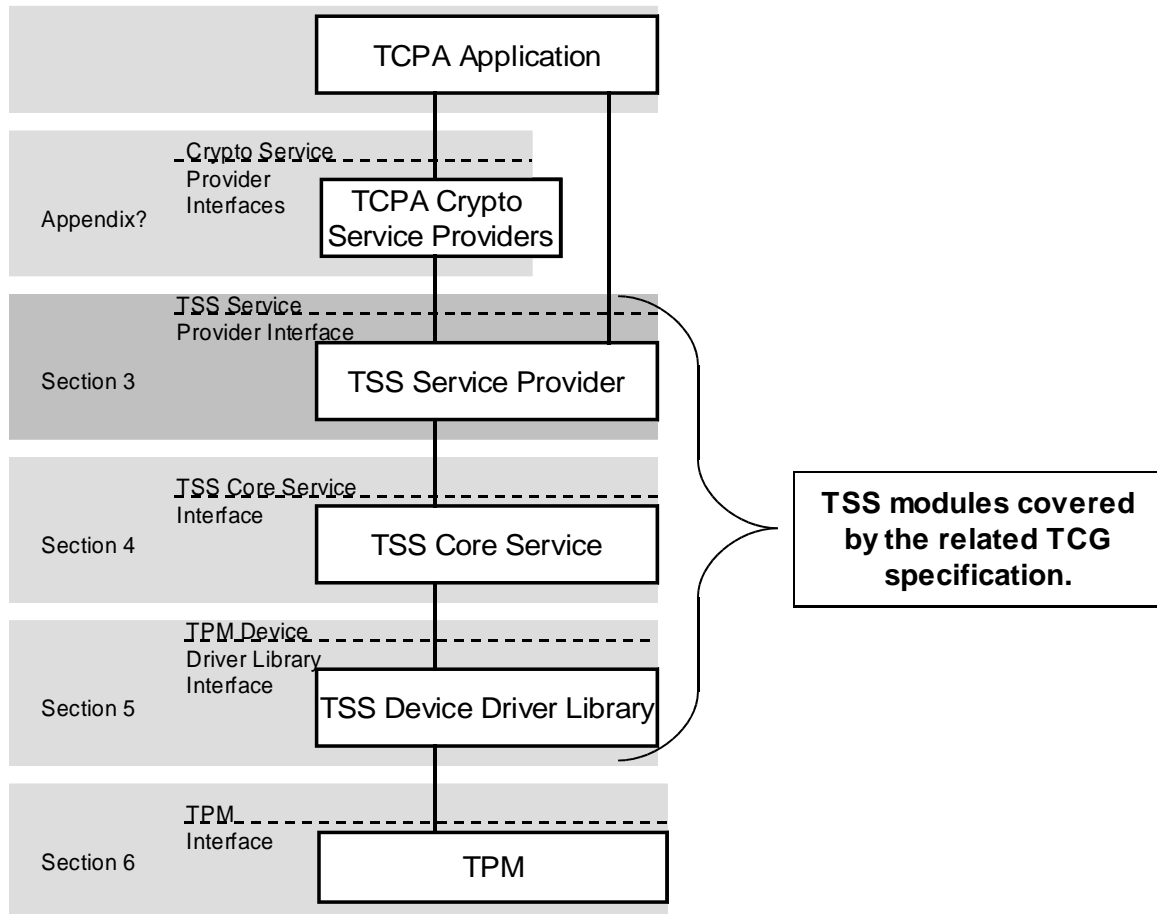 TCPA Application
Crypto Service
Provider
Interfaces
Appendix?
TCPA Crypto
Service Providers
TSS Service
Provider Interface
Section 3
TSS Service Provider
TSS Core Service
Interface
Section 4
TSS Core Service
TSS modules covered
by the related TCG
specification.
TPM Device
Driver Library
Interface
Section 5
TSS Device Driver Library
TPM
Interface
Section 6
TPM